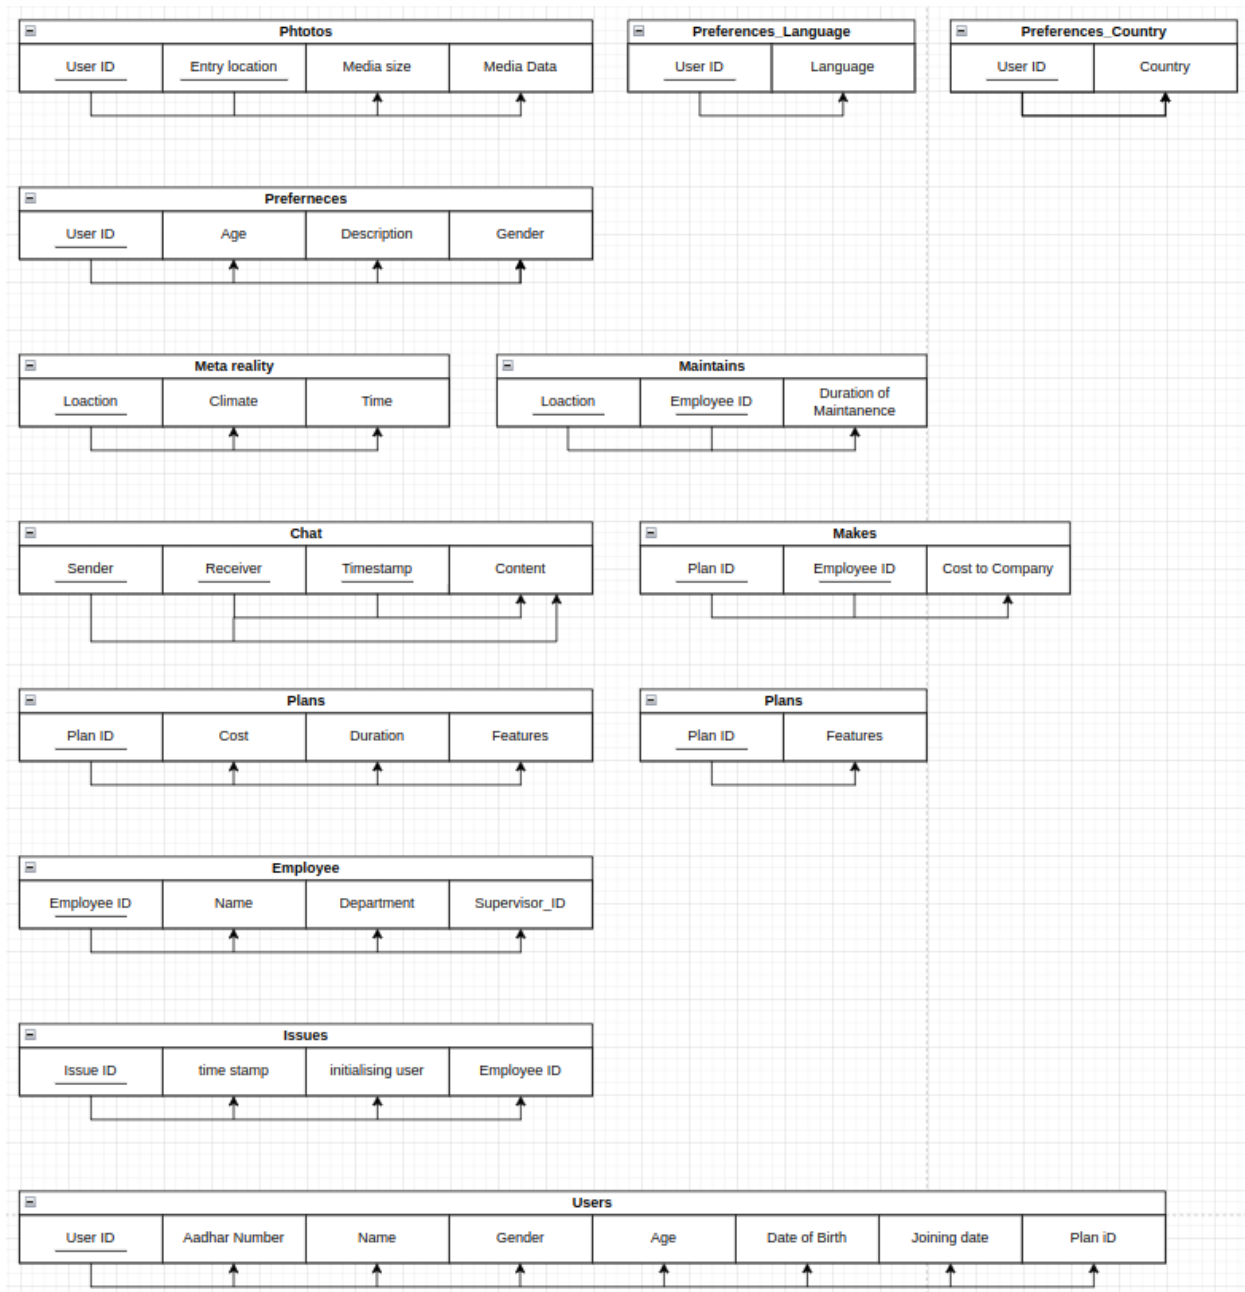 Phtotos
User ID Entry location Media size Media Data
Preferences_Language
User ID Language
Preferences_Country
User ID Country
Preferneces
User ID Age Description Gender
Meta reality
Loaction Climate Time
Maintains
Loaction Employee ID Duration of
Maintanence
Chat
Sender Receiver Timestamp Content
Makes
Plan ID Employee ID Cost to Company
Plans
Plan ID Cost Duration Features
Plans
Plan ID Features
Employee
Employee ID Name Department Supervisor_ID
Issues
Issue ID time stamp initialising user Employee ID
Users
User ID Aadhar Number Name Gender Age Date of Birth Joining date Plan iD